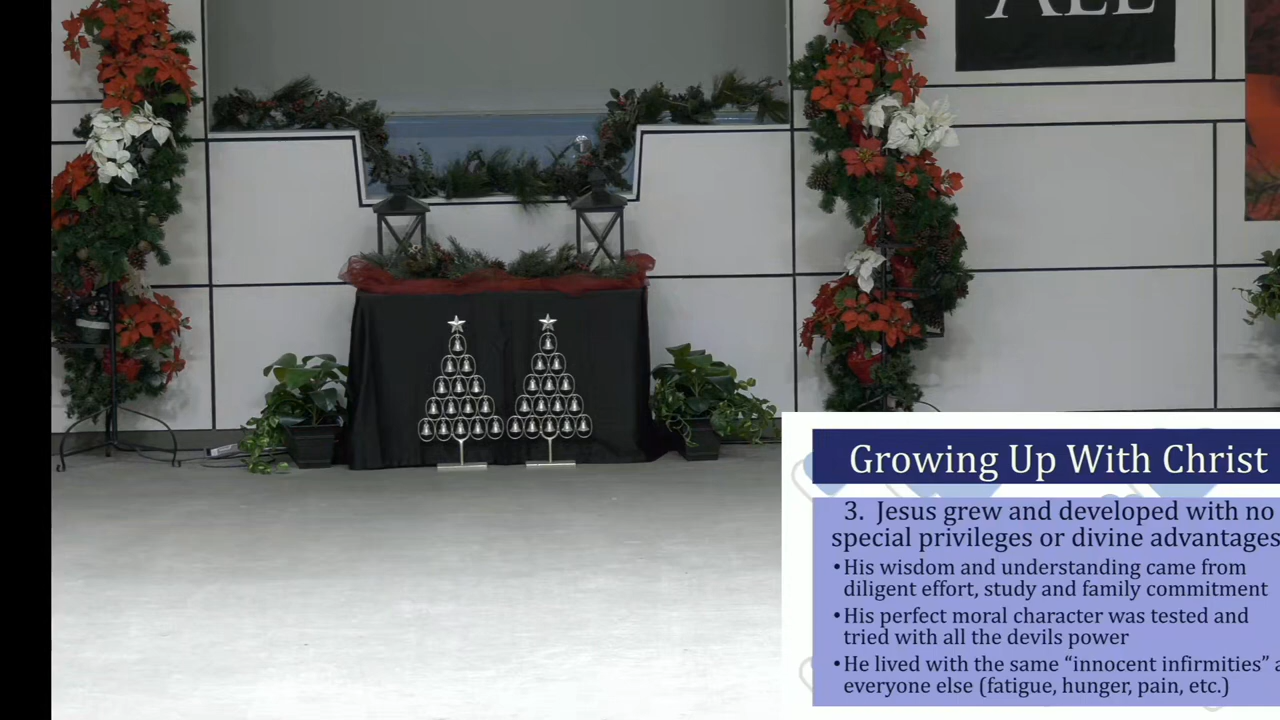 ALL
Growing Up With Christ
3. Jesus grew and developed with no
special privileges or divine advantages
•His wisdom and understanding came from
diligent effort, study and family commitment
•His perfect moral character was tested and
tried with all the devils power
•He lived with the same “innocent infirmities” a
everyone else (fatigue, hunger, pain, etc.)